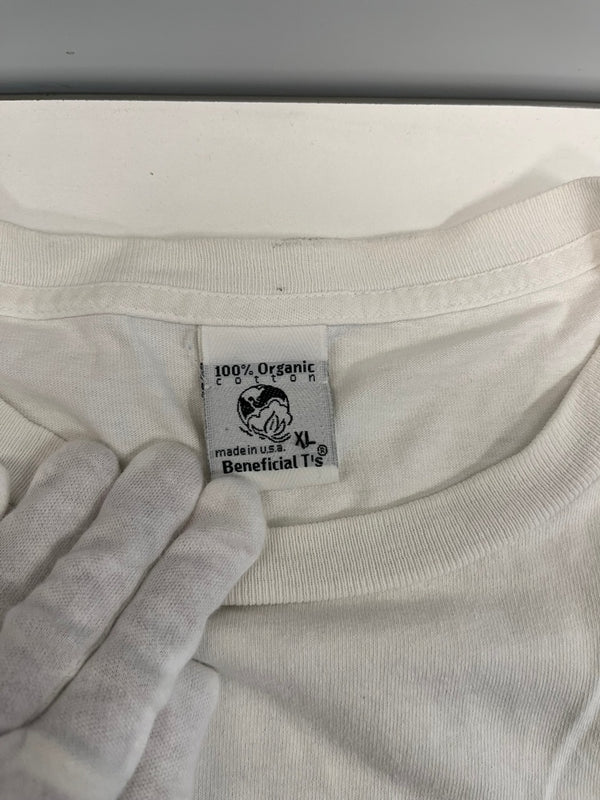 100% Organic
cotton
XL
made in u.s.a.
Beneficial T's®